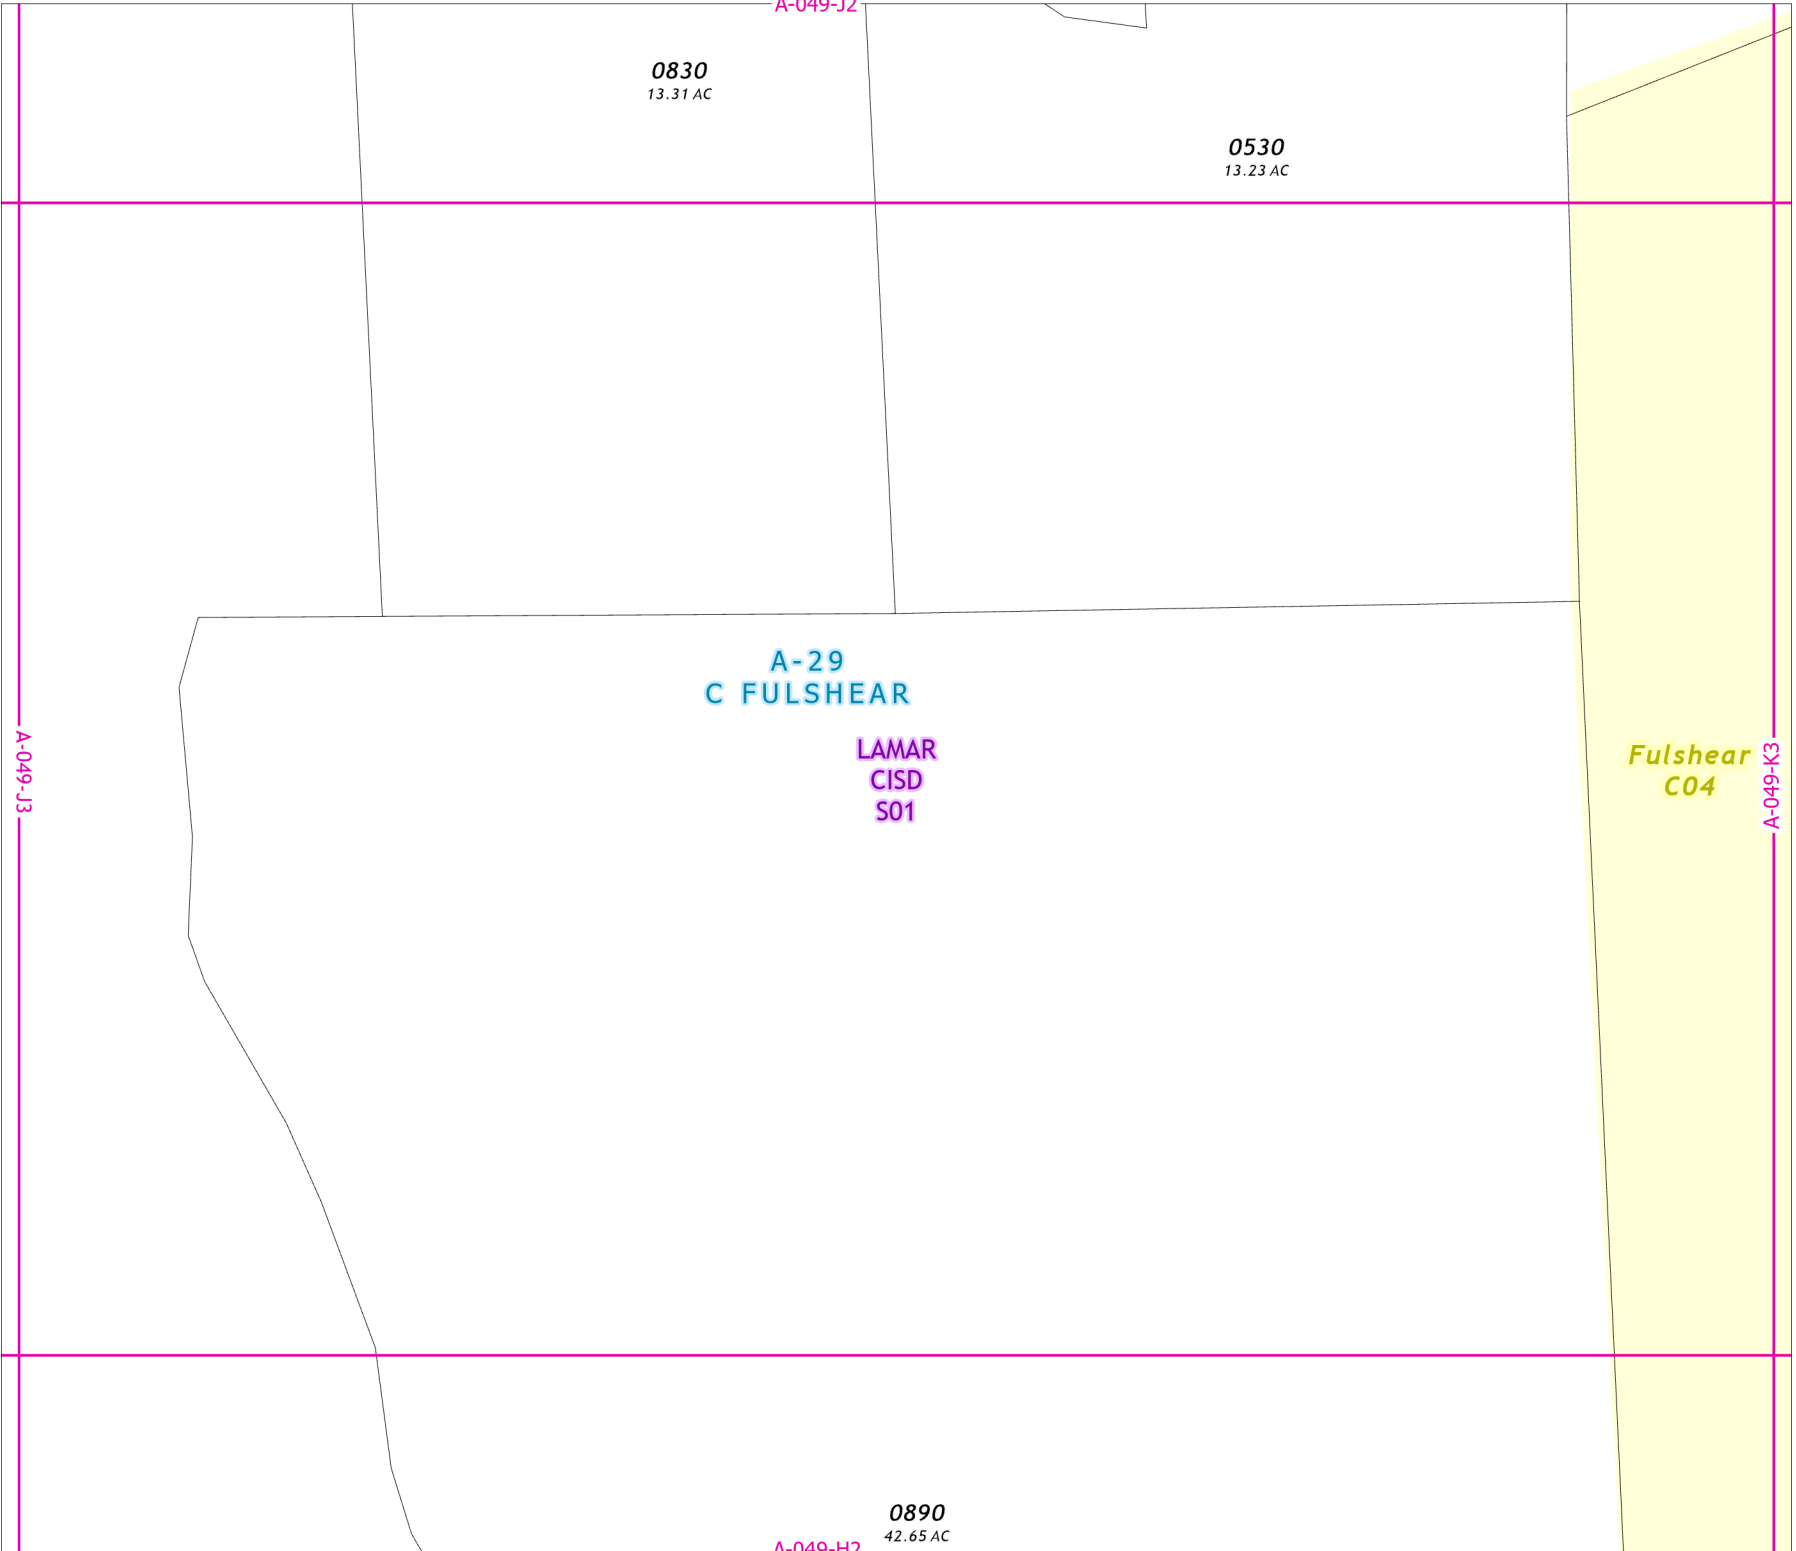 A-049-J2
0830
13.31 AC
0530
13.23 AC
A-29
C FULSHEAR
LAMAR
CISD
S01
A-049-J3
Fulshear
C04
A-049-K3
0890
42.65 AC
A-049-H2